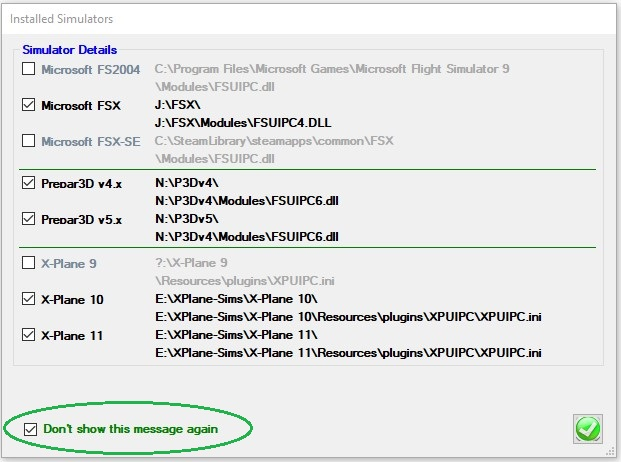 Installed Simulators
Simulator Details
Microsoft FS2004 C:\Program Files\Microsoft Games\Microsoft Flight Simulator 9
\Modules\FSUIPC.dll
Microsoft FSX J:\FSX\
J:\FSX\Modules\FSUIPC4.DLL
Microsoft FSX-SE C:\SteamLibrary\steamapps\common\FSX
\Modules\FSUIPC.dll
Prepar3D v4.x N:\P3Dv4\
N:\P3Dv4\Modules\FSUIPC6.dll
Prepar3D v5.x N:\P3Dv5\
N:\P3Dv4\Modules\FSUIPC6.dll
X-Plane 9 ?:\X-Plane 9
\Resources\plugins\XPUIPC.ini
X-Plane 10 E:\XPlane-Sims\X-Plane 10\
E:\XPlane-Sims\X-Plane 10\Resources\plugins\XPUIPC\XPUIPC.ini
X-Plane 11 E:\XPlane-Sims\X-Plane 11\
E:\XPlane-Sims\X-Plane 11\Resources\plugins\XPUIPC\XPUIPC.ini
Don't show this message again